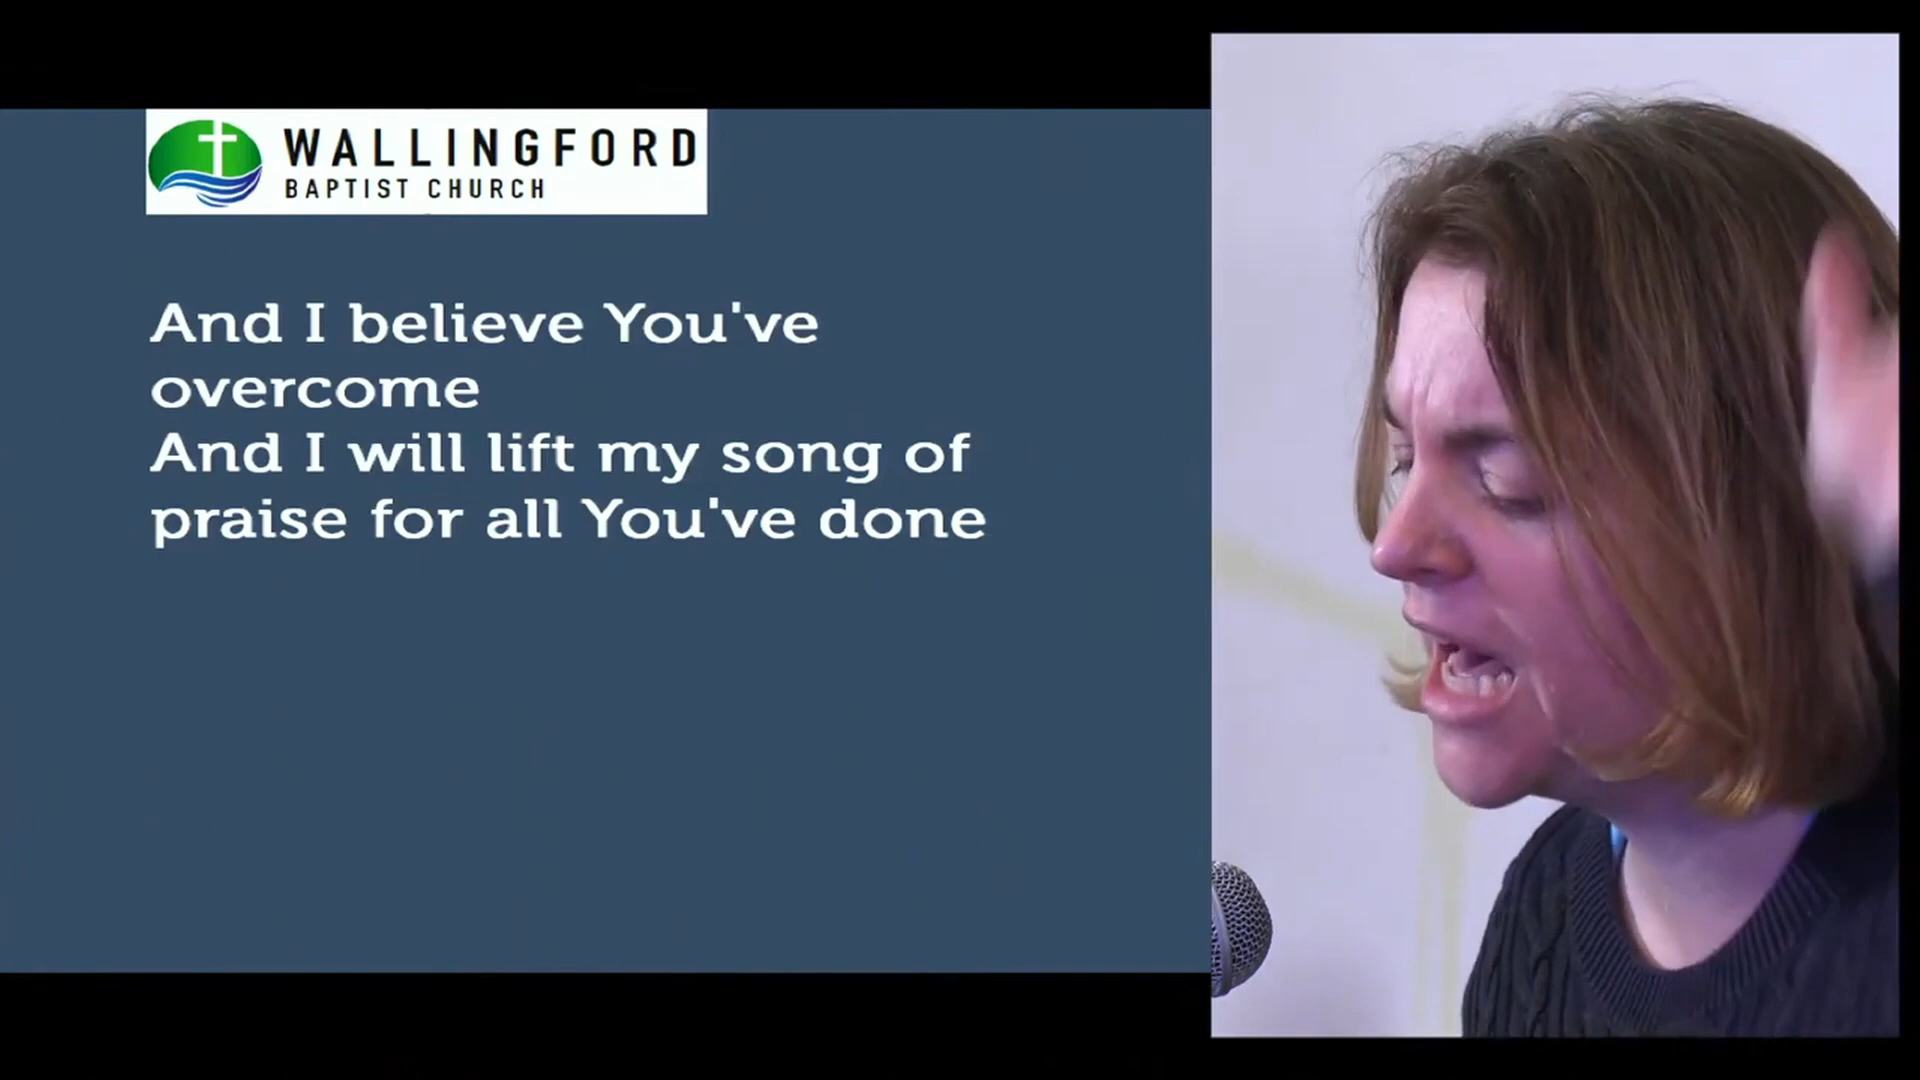 WALLINGFORD
BAPTIST CHURCH
And I believe You've
overcome
And I will lift my song of
praise for all You've done